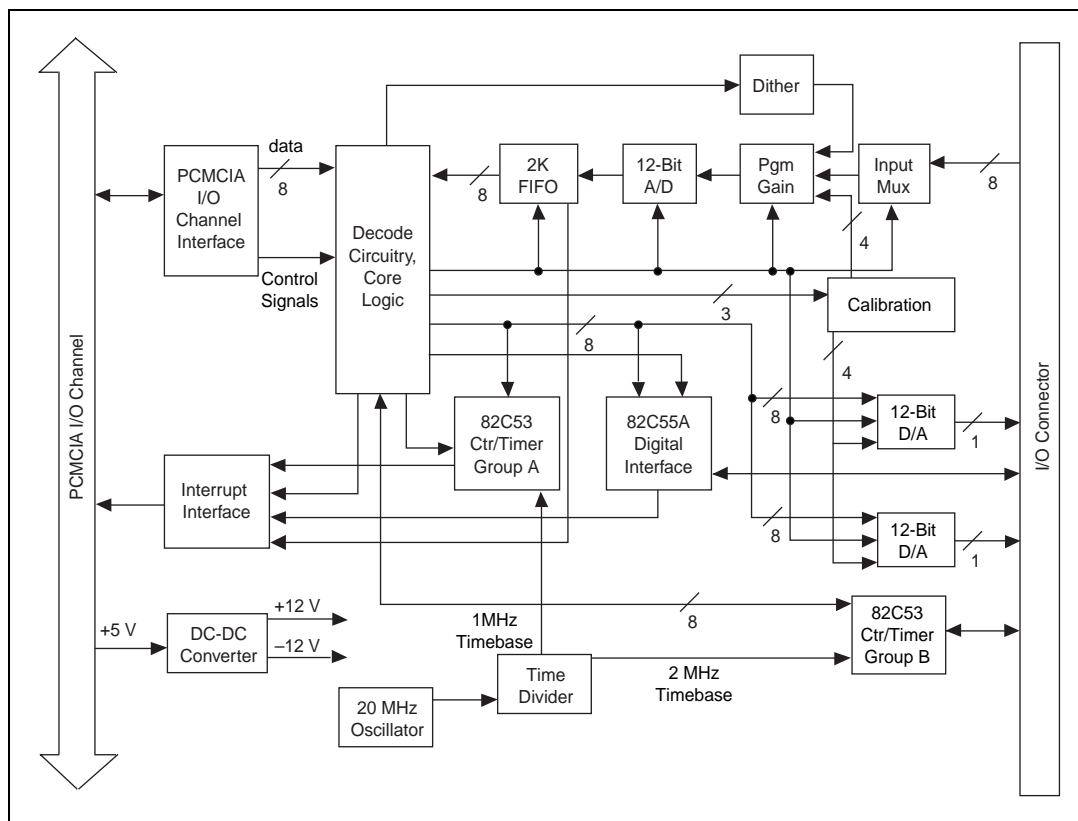 Dither
data
8
PCMCIA
I/O
Channel
Interface
Control
Signals
Decode
Circuitry,
Core
Logic
8
2K
FIFO
12-Bit
A/D
Pgm
Gain
Input
Mux
8
4
3
Calibration
8
4
PCMCIA I/O Channel
I/O Connector
82C53
Ctr/Timer
Group A
82C55A
Digital
Interface
8
12-Bit
D/A
1
Interrupt
Interface
8
12-Bit
D/A
1
+5 V
DC-DC
Converter
+12 V
–12 V
1MHz
Timebase
8
82C53
Ctr/Timer
Group B
Time
Divider
2 MHz
Timebase
20 MHz
Oscillator